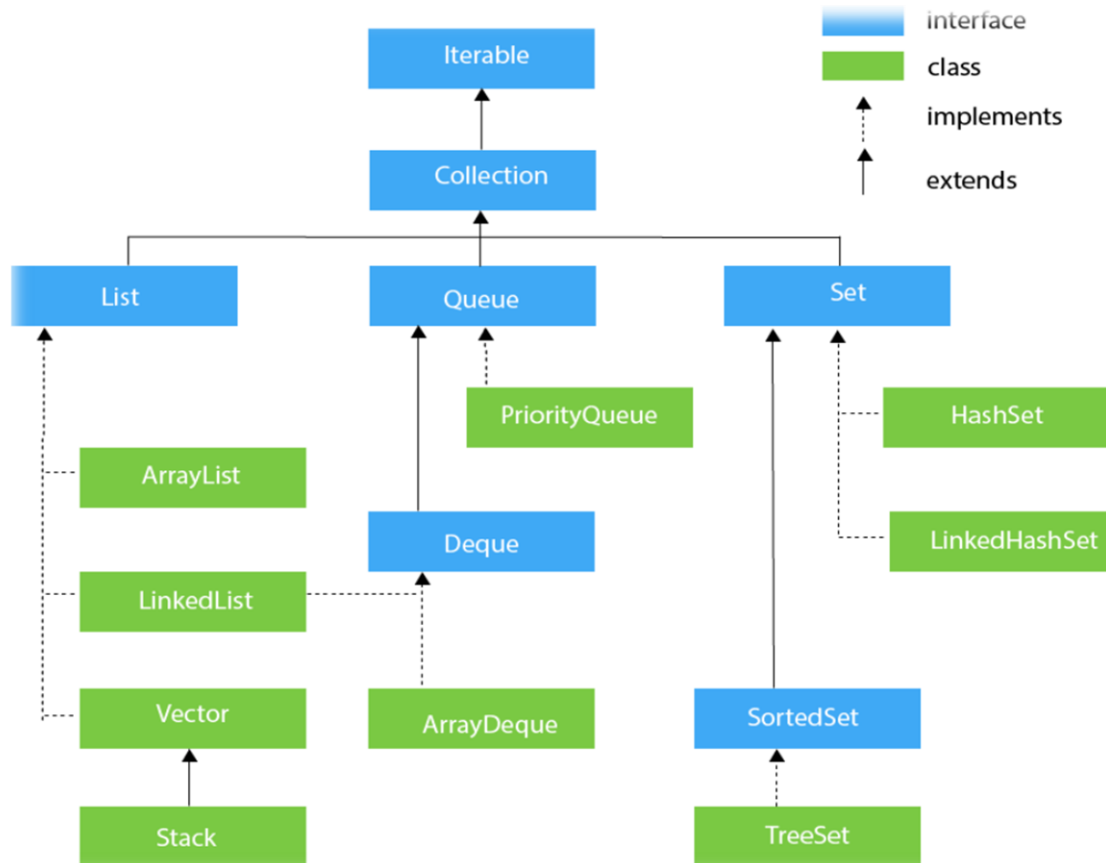 interface
Iterable
class
implements
Collection
extends
List
Queue
Set
PriorityQueue
HashSet
ArrayList
Deque
LinkedHashSet
LinkedList
Vector
ArrayDeque
SortedSet
Stack
TreeSet